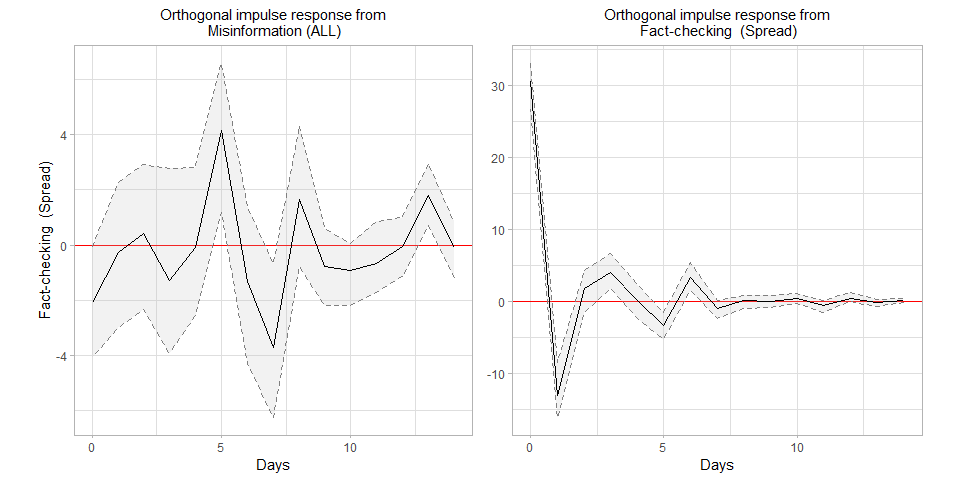 Orthogonal impulse response from
Misinformation (ALL)
Fact-checking (Spread)
4
0
-4
0
5
10
Days
Orthogonal impulse response from
Fact-checking (Spread)
30
20
10
0
-10
0
5
10
Days